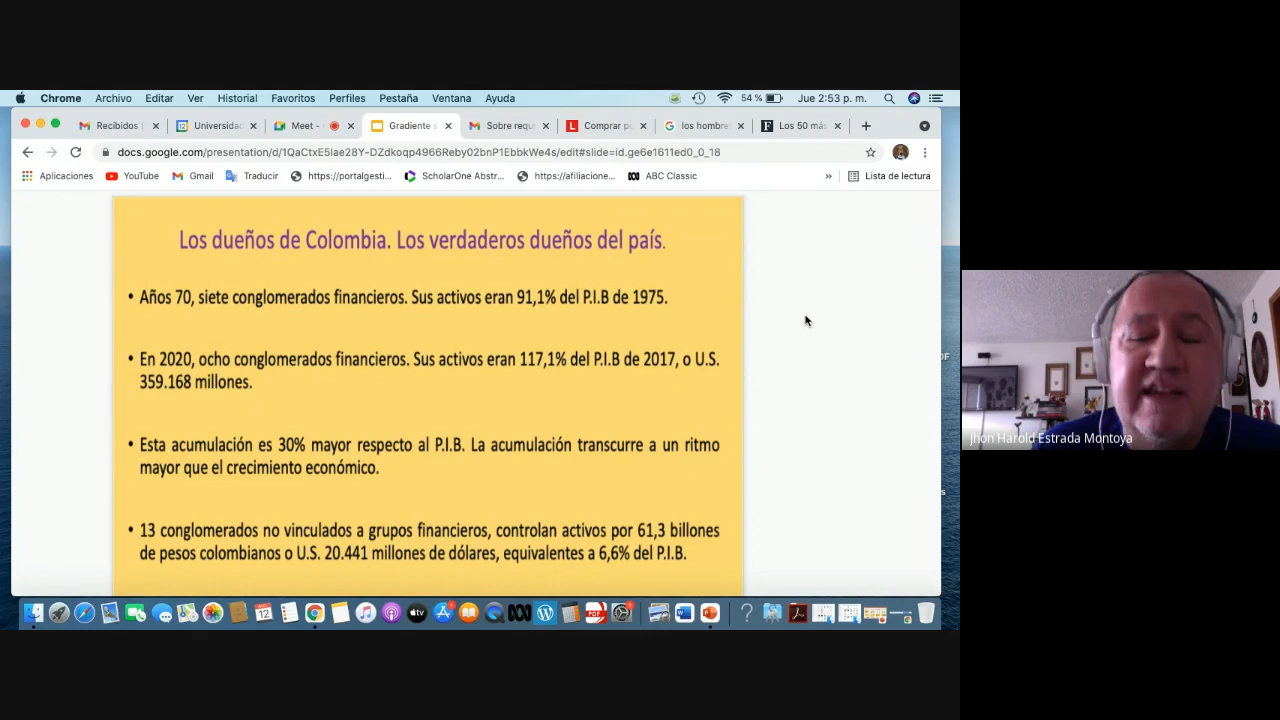 Chrome Archivo Editar Ver Historial Favoritos Perfiles Pestaña Ventana Ayuda 54 % Jue 2:53 p. m.
Recibidos ( Universidad Meet - Gradiente s Sobre requi Comprar po los hombre Los 50 más
docs.google.com/presentation/d/1QaCtxE5lae28Y-DZdkoqp4966Reby02bnP1EbbkWe4s/edit#slide=id.ge6e1611ed0_0_18
Aplicaciones YouTube Gmail Traducir https://portalgesti... ScholarOne Abstr... https://afiliacione... ABC Classic » Lista de lectura
Los dueños de Colombia. Los verdaderos dueños del país.
• Años 70, siete conglomerados financieros. Sus activos eran 91,1% del P.I.B de 1975.
• En 2020, ocho conglomerados financieros. Sus activos eran 117,1% del P.I.B de 2017, o U.S.
359.168 millones.
• Esta acumulación es 30% mayor respecto al P.I.B. La acumulación transcurre a un ritmo
mayor que el crecimiento económico.
• 13 conglomerados no vinculados a grupos financieros, controlan activos por 61,3 billones
de pesos colombianos o U.S. 20.441 millones de dólares, equivalentes a 6,6% del P.I.B.
Jhon Harold Estrada Montoya